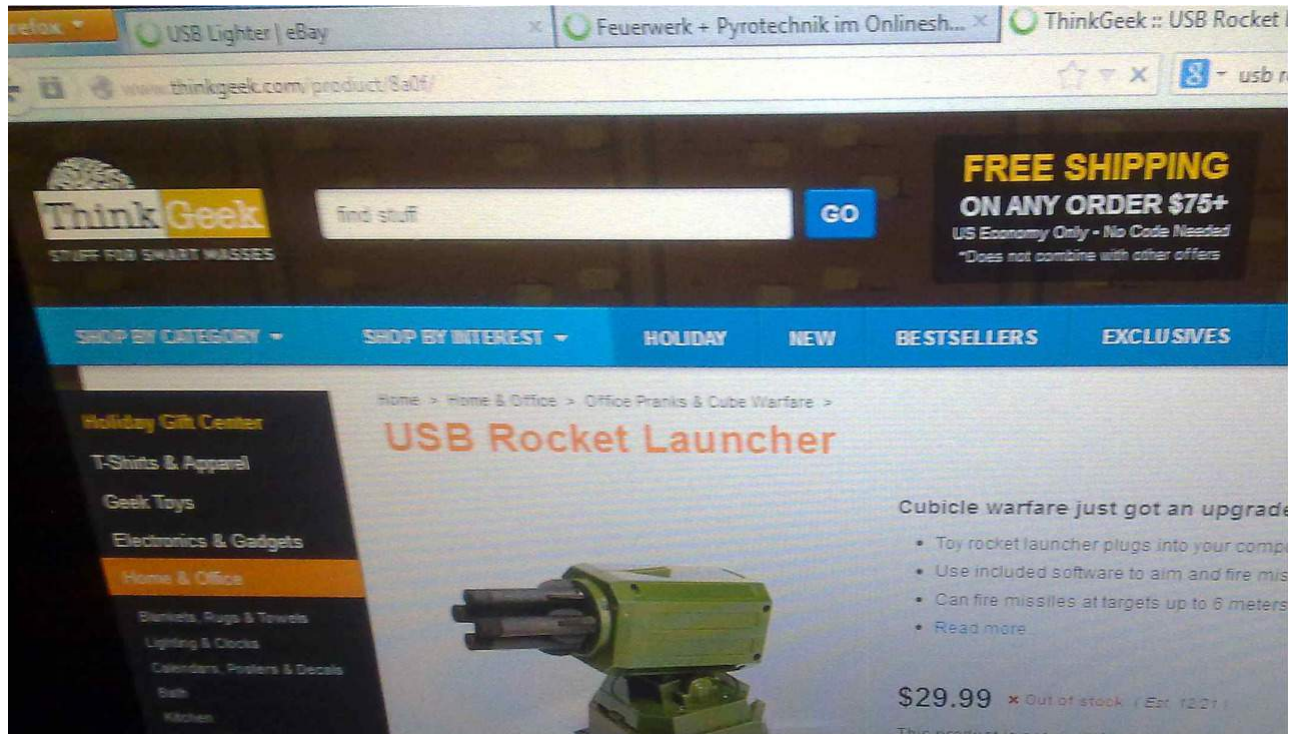 USB Lighter | eBay
Feuerwerk + Pyrotechnik im Onlinesh...
ThinkGeek :: USB Rocket
www.thinkgeek.com/product/8a0f/
usb r
FREE SHIPPING
ON ANY ORDER $75+
US Economy Only - No Code Needed
*Does not combine with other offers
ThinkGeek
STUFF FOR SMART MASSES
find stuff
GO
SHOP BY CATEGORY
SHOP BY INTEREST
HOLIDAY
NEW
BESTSELLERS
EXCLUSIVES
Holiday Gift Center
T-Shirts & Apparel
Geek Toys
Electronics & Gadgets
Home & Office
Blankets, Rugs & Towels
Lighting & Clocks
Calendars, Posters & Decals
Bath
Kitchen
Home > Home & Office > Office Pranks & Cube Warfare >
USB Rocket Launcher
Cubicle warfare just got an upgrade
• Toy rocket launcher plugs into your comp
• Use included software to aim and fire mis
• Can fire missiles at targets up to 6 meters
• Read more
$29.99 × Out of stock ( Est. 12/21 )